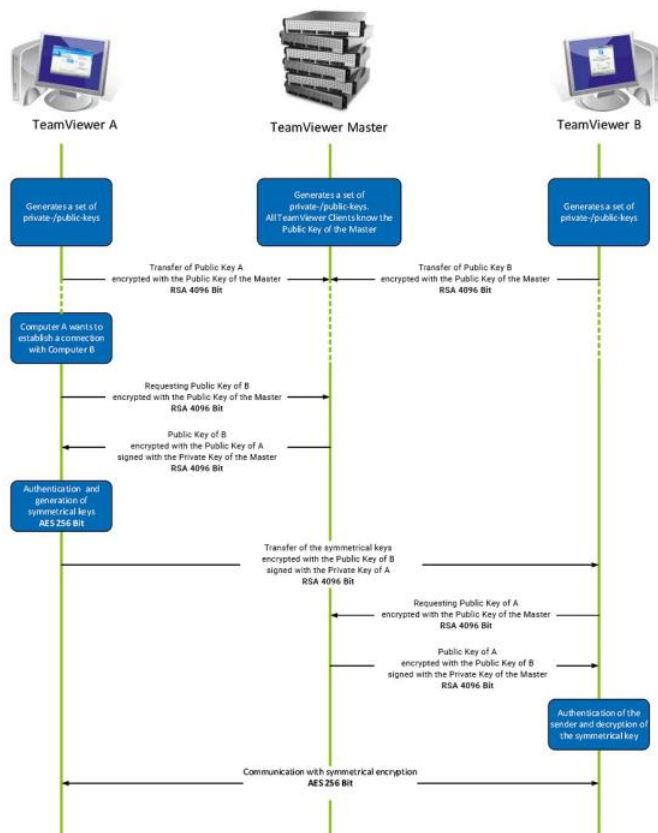 TeamViewer A
TeamViewer Master
TeamViewer B
Generates a set of
private-/public-keys
Generates a set of
private-/public-keys.
All TeamViewer Clients know the
Public Key of the Master
Generates a set of
private-/public-keys
Transfer of Public Key A
encrypted with the Public Key of the Master
RSA 4096 Bit
Transfer of Public Key B
encrypted with the Public Key of the Master
RSA 4096 Bit
Computer A wants to
establish a connection
with Computer B
Requesting Public Key of B
encrypted with the Public Key of the Master
RSA 4096 Bit
Public Key of B
encrypted with the Public Key of A
signed with the Private Key of the Master
RSA 4096 Bit
Authentication and
generation of
symmetrical keys
AES 256 Bit
Transfer of the symmetrical keys
encrypted with the Public Key of B
signed with the Private Key of A
RSA 4096 Bit
Requesting Public Key of A
encrypted with the Public Key of the Master
RSA 4096 Bit
Public Key of A
encrypted with the Public Key of B
signed with the Private Key of the Master
RSA 4096 Bit
Authentication of the
sender and decryption
of the symmetrical key
Communication with symmetrical encryption
AES 256 Bit